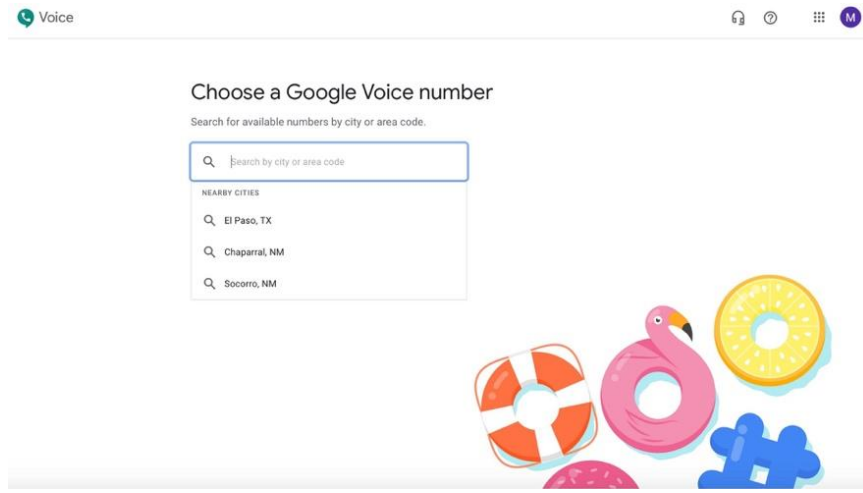 Voice
M
Choose a Google Voice number
Search for available numbers by city or area code.
Search by city or area code
NEARBY CITIES
El Paso, TX
Chaparral, NM
Socorro, NM